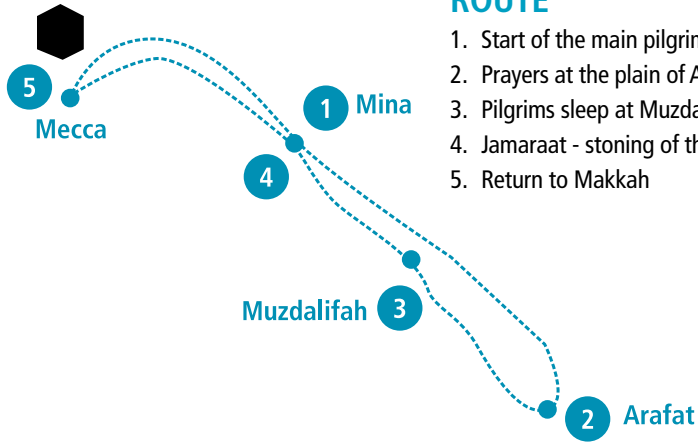 ROUTE
1. Start of the main pilgrim
2. Prayers at the plain of A
3. Pilgrims sleep at Muzda
4. Jamaraat - stoning of th
5. Return to Makkah
5
Mecca
1 Mina
4
Muzdalifah 3
2 Arafat